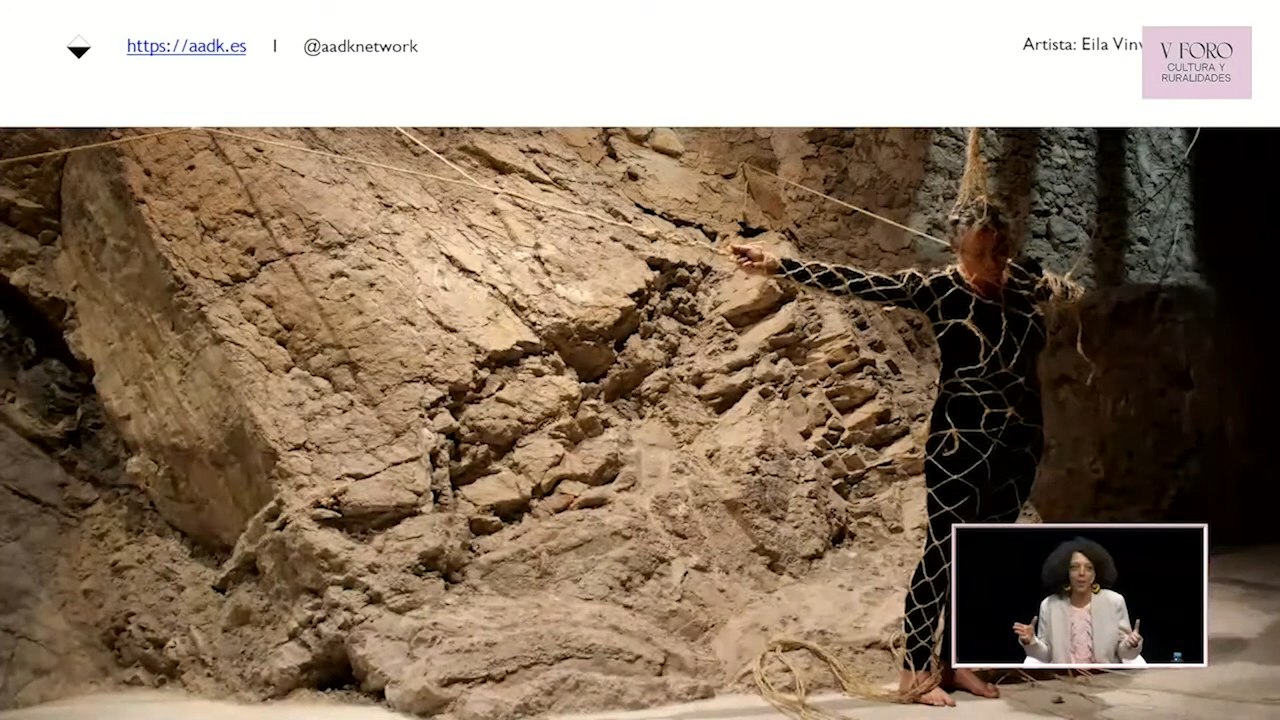 https://aadk.es I @aadknetwork
Artista: Eila
V FORO
CULTURA Y
RURALIDADES